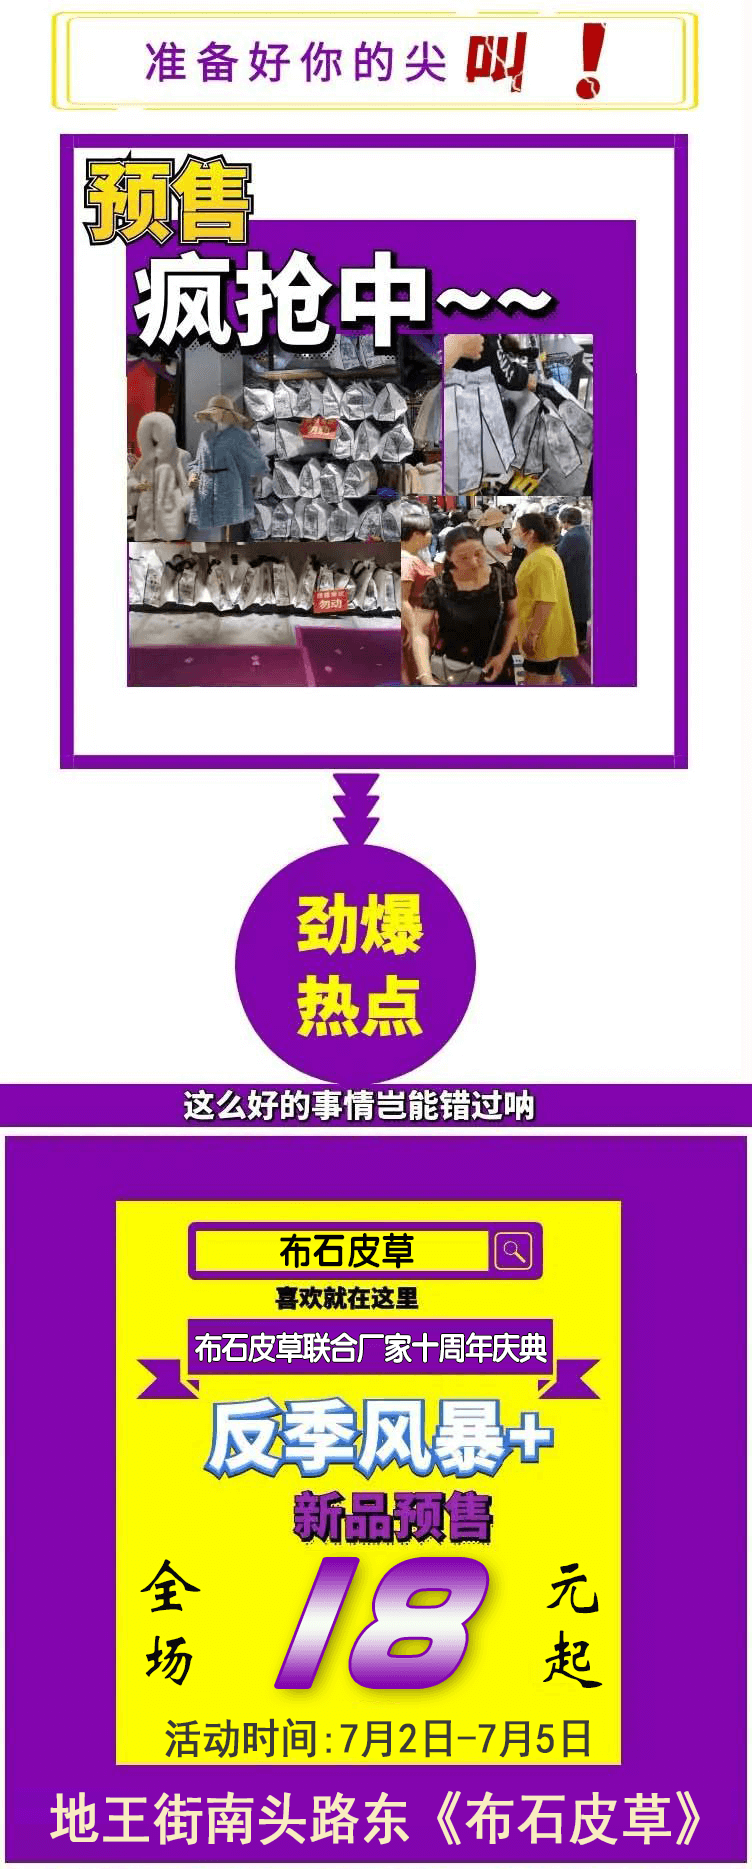 准备好你的尖叫！
预售
疯抢中~~
勿动
劲爆
热点
这么好的事情岂能错过呐
布石皮草
喜欢就在这里
布石皮草联合厂家十周年庆典
反季风暴+
新品预售
全场
18
元起
活动时间:7月2日-7月5日
地王街南头路东《布石皮草》